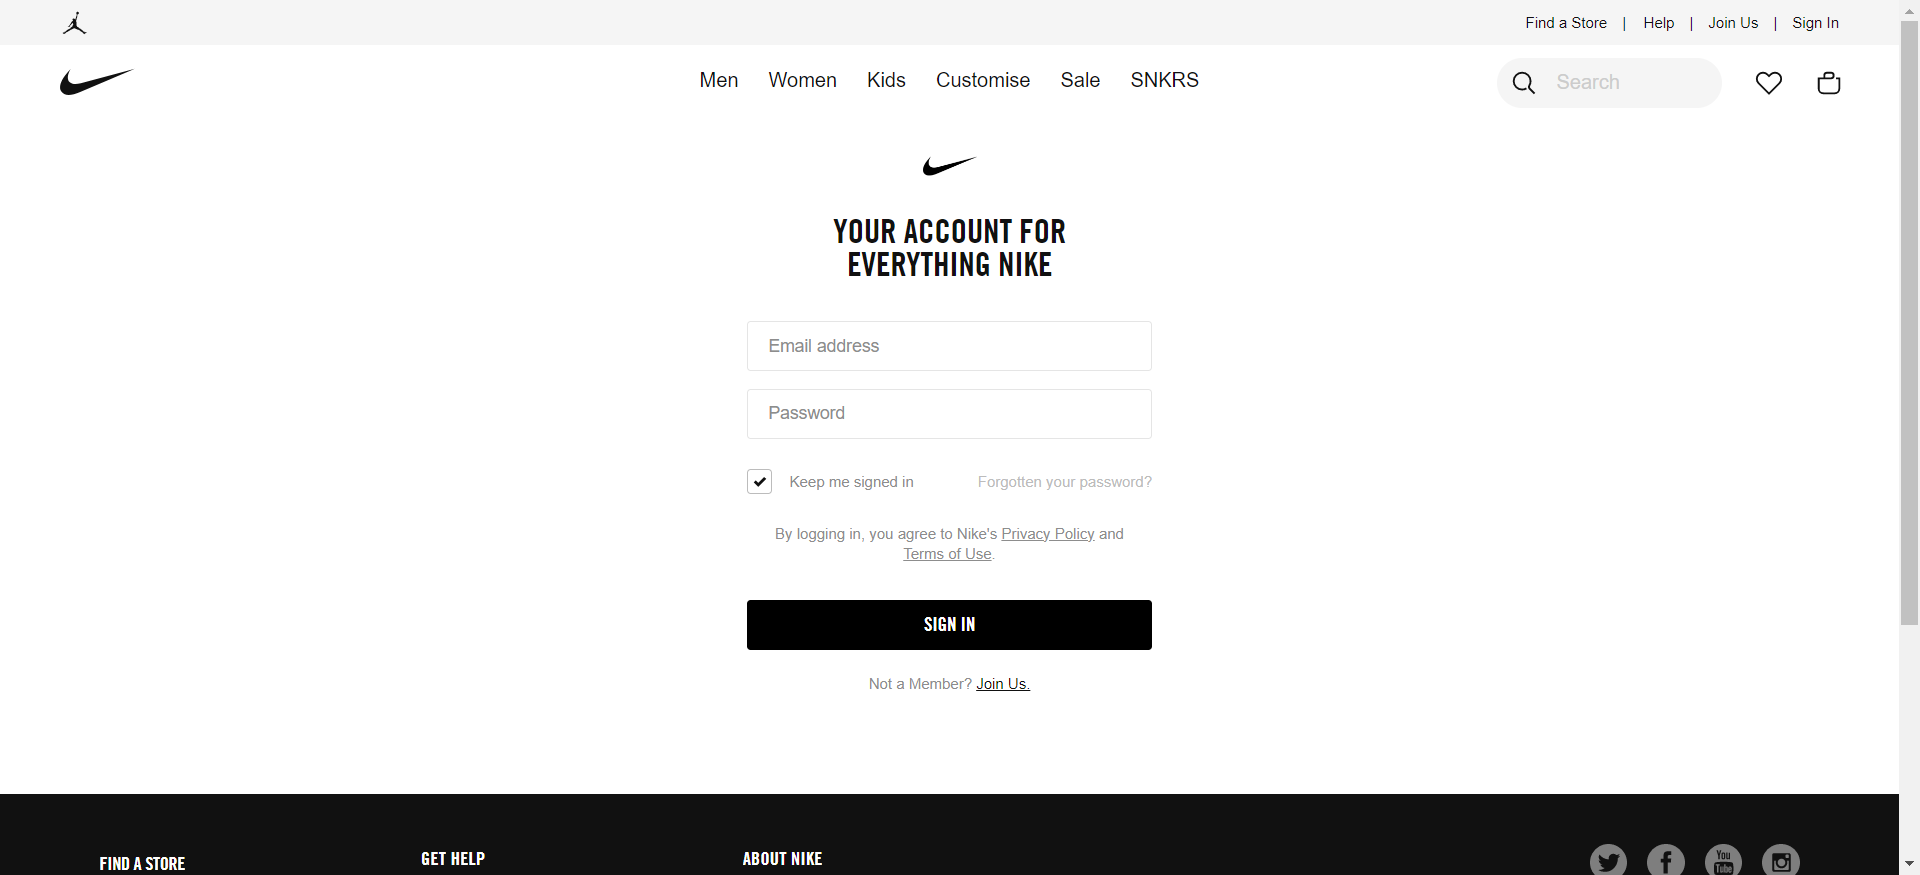 Find a Store | Help | Join Us | Sign In
Men Women Kids Customise Sale SNKRS
Search
YOUR ACCOUNT FOR
EVERYTHING NIKE
Email address
Password
Keep me signed in Forgotten your password?
By logging in, you agree to Nike's Privacy Policy and
Terms of Use.
SIGN IN
Not a Member? Join Us.
FIND A STORE GET HELP ABOUT NIKE
You
Tube